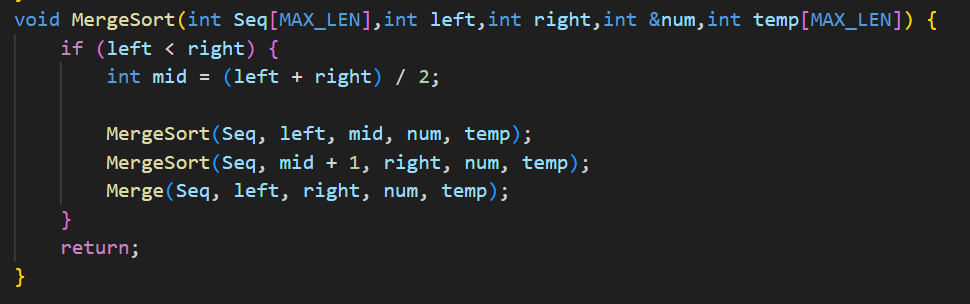 void MergeSort(int Seq[MAX_LEN],int left,int right,int &num,int temp[MAX_LEN]) {
    if (left < right) {
        int mid = (left + right) / 2;

        MergeSort(Seq, left, mid, num, temp);
        MergeSort(Seq, mid + 1, right, num, temp);
        Merge(Seq, left, right, num, temp);
    }
    return;
}